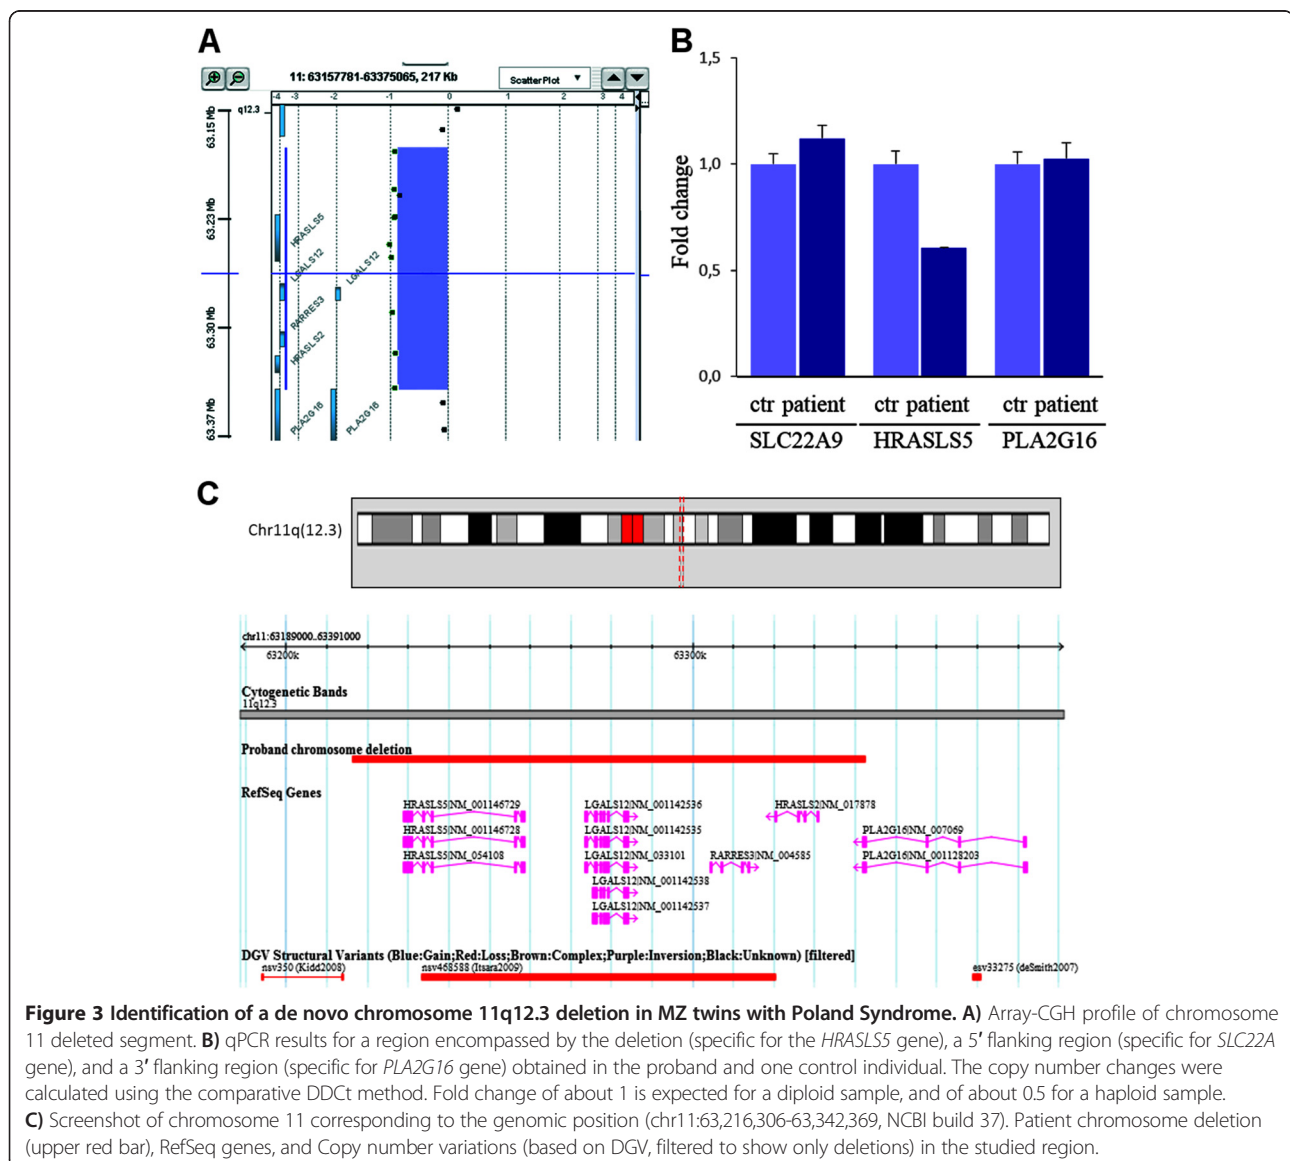 A
11: 63157781-63375065, 217 Kb
ScatterPlot
-4 -3 -2 -1 0 1 2 3 4
q12.3
63.15 Mb
63.23 Mb
63.30 Mb
63.37 Mb
HRASLS5
LGALS12
LGALS12
RARRES3
HRASLS2
PLA2G16
PLA2G16
B
Fold change
1,5
1,0
0,5
0,0
ctr patient ctr patient ctr patient
SLC22A9 HRASLS5 PLA2G16
C
Chr11q(12.3)
chr11:63189000..63391000
63200k 63300k
Cytogenetic Bands
11q12.3
Proband chromosome deletion
RefSeq Genes
HRASLS5|NM_001146729 LGALS12|NM_001142536 HRASLS2|NM_017878
HRASLS5|NM_001146728 LGALS12|NM_001142535 PLA2G16|NM_007069
HRASLS5|NM_054108 LGALS12|NM_033101 RARRES3|NM_004585 PLA2G16|NM_001128203
LGALS12|NM_001142538
LGALS12|NM_001142537
DGV Structural Variants (Blue:Gain;Red:Loss;Brown:Complex;Purple:Inversion;Black:Unknown) [filtered]
nsv350 (Kidd2008) nsv468588 (Itsara2009) esv33275 (deSmith2007)
Figure 3 Identification of a de novo chromosome 11q12.3 deletion in MZ twins with Poland Syndrome. A) Array-CGH profile of chromosome
11 deleted segment. B) qPCR results for a region encompassed by the deletion (specific for the HRASLS5 gene), a 5′ flanking region (specific for SLC22A
gene), and a 3′ flanking region (specific for PLA2G16 gene) obtained in the proband and one control individual. The copy number changes were
calculated using the comparative DDCt method. Fold change of about 1 is expected for a diploid sample, and of about 0.5 for a haploid sample.
C) Screenshot of chromosome 11 corresponding to the genomic position (chr11:63,216,306-63,342,369, NCBI build 37). Patient chromosome deletion
(upper red bar), RefSeq genes, and Copy number variations (based on DGV, filtered to show only deletions) in the studied region.